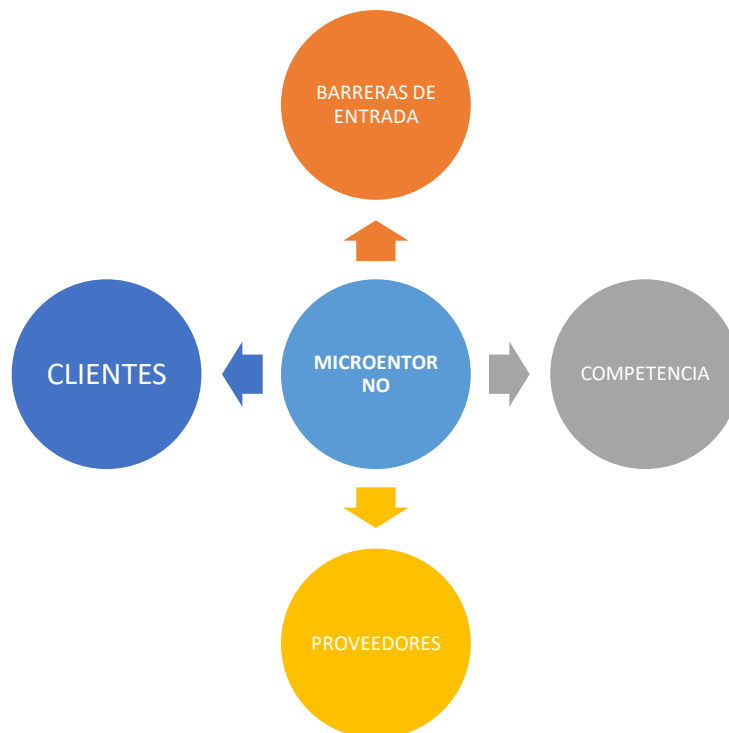 BARRERAS DE
ENTRADA
CLIENTES
MICROENTOR
NO
COMPETENCIA
PROVEEDORES